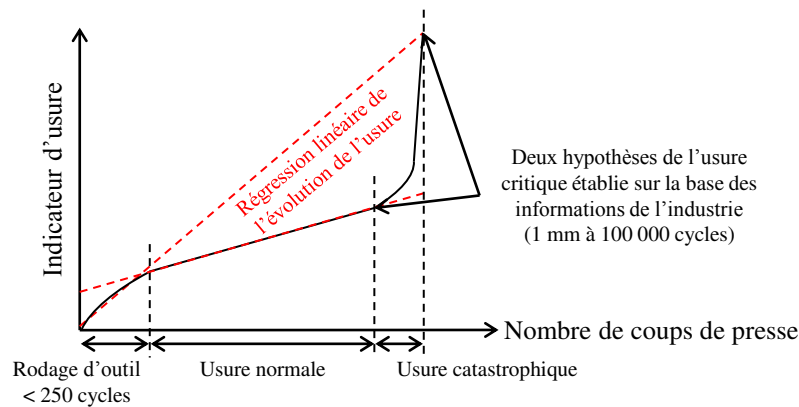 Indicateur d'usure
Régression linéaire de
l'évolution de l'usure
Deux hypothèses de l'usure
critique établie sur la base des
informations de l'industrie
(1 mm à 100 000 cycles)
Nombre de coups de presse
Rodage d'outil
< 250 cycles
Usure normale
Usure catastrophique